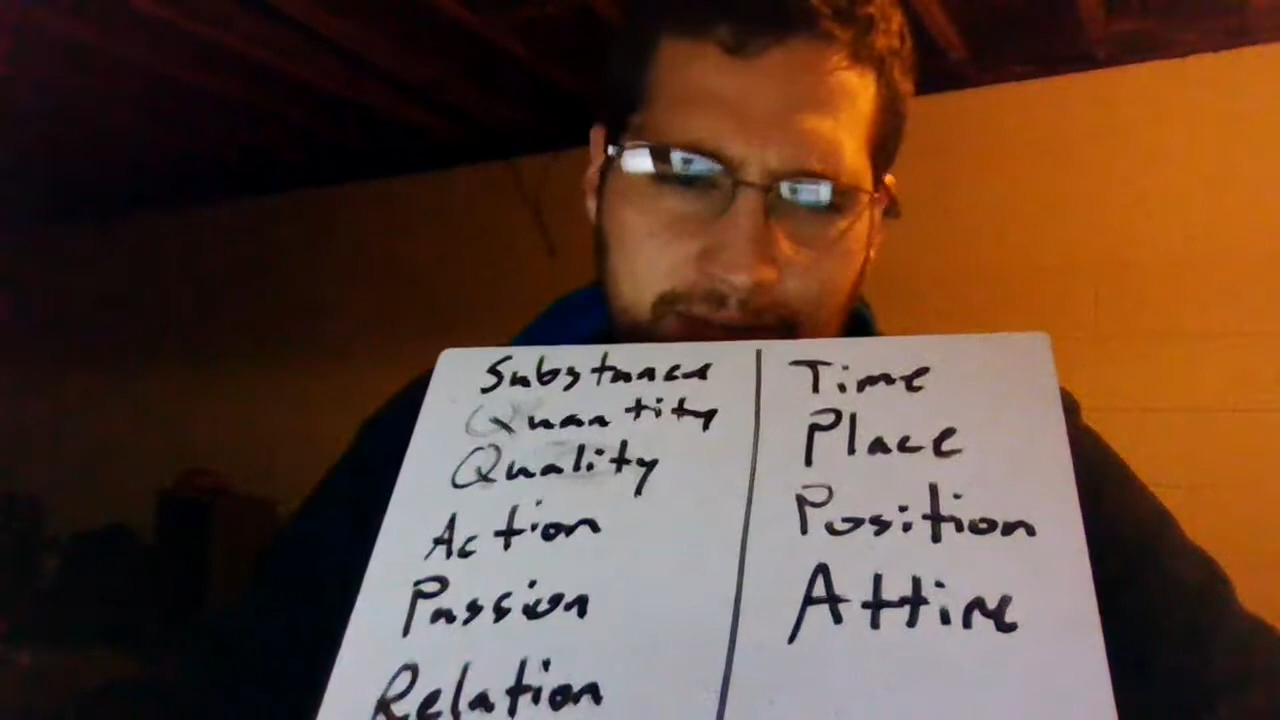 Substance
Quantity
Quality
Action
Passion
Relation
Time
Place
Position
Attire